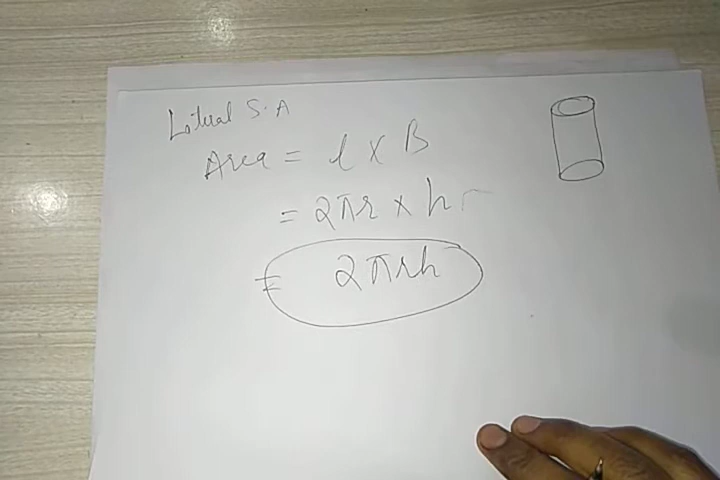 Lateral S.A
Area = l × B
= 2πr × h
= 2πrh